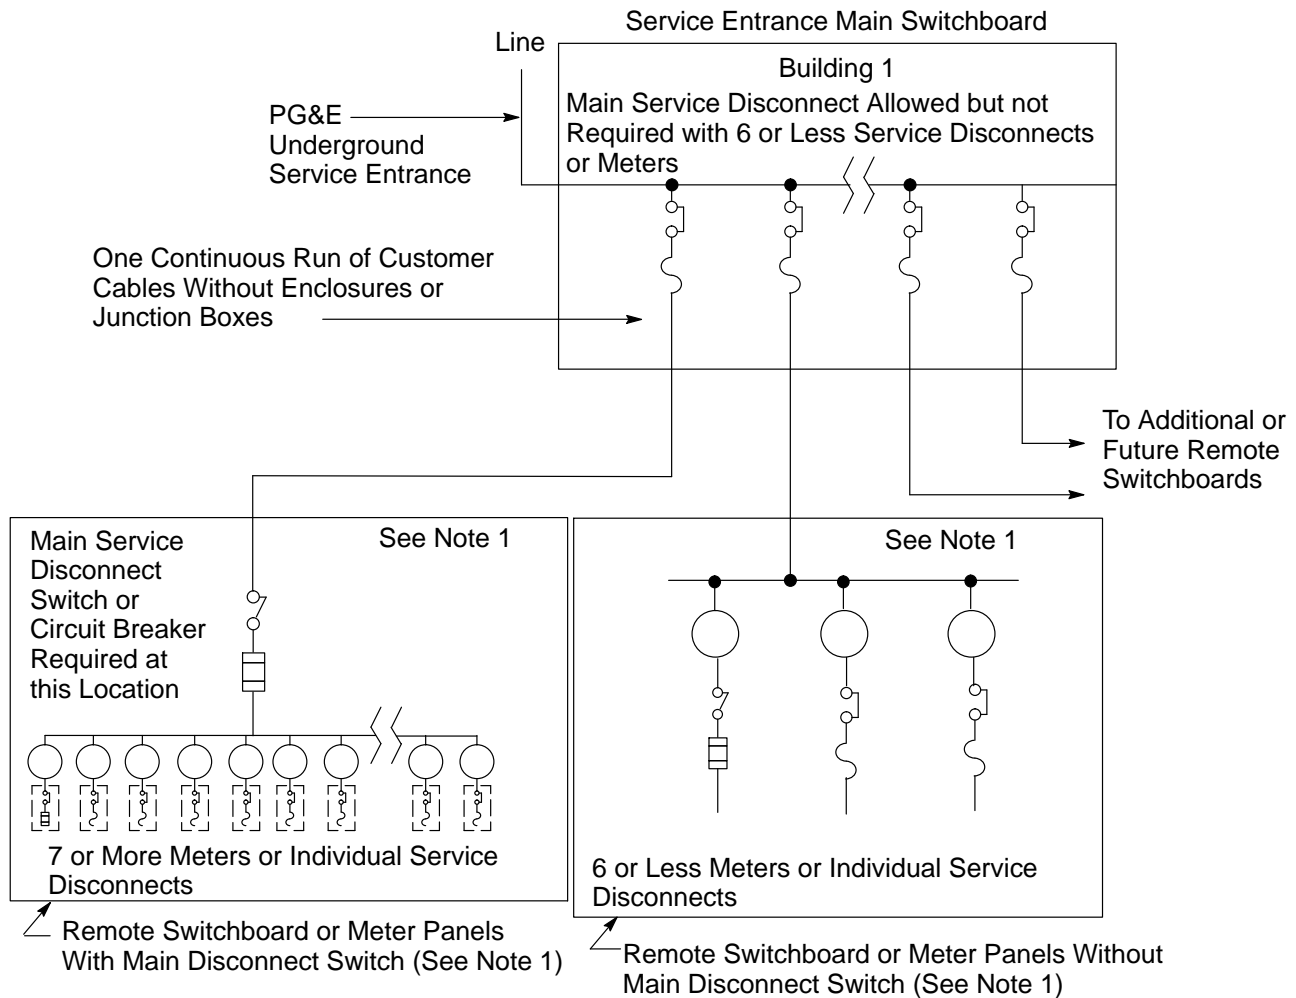 Service Entrance Main Switchboard
Line
Building 1
Main Service Disconnect Allowed but not
Required with 6 or Less Service Disconnects
or Meters
PG&E
Underground
Service Entrance
One Continuous Run of Customer
Cables Without Enclosures or
Junction Boxes
To Additional or
Future Remote
Switchboards
Main Service
Disconnect
Switch or
Circuit Breaker
Required at
this Location
See Note 1
7 or More Meters or Individual Service
Disconnects
Remote Switchboard or Meter Panels
With Main Disconnect Switch (See Note 1)
See Note 1
6 or Less Meters or Individual Service
Disconnects
Remote Switchboard or Meter Panels Without
Main Disconnect Switch (See Note 1)